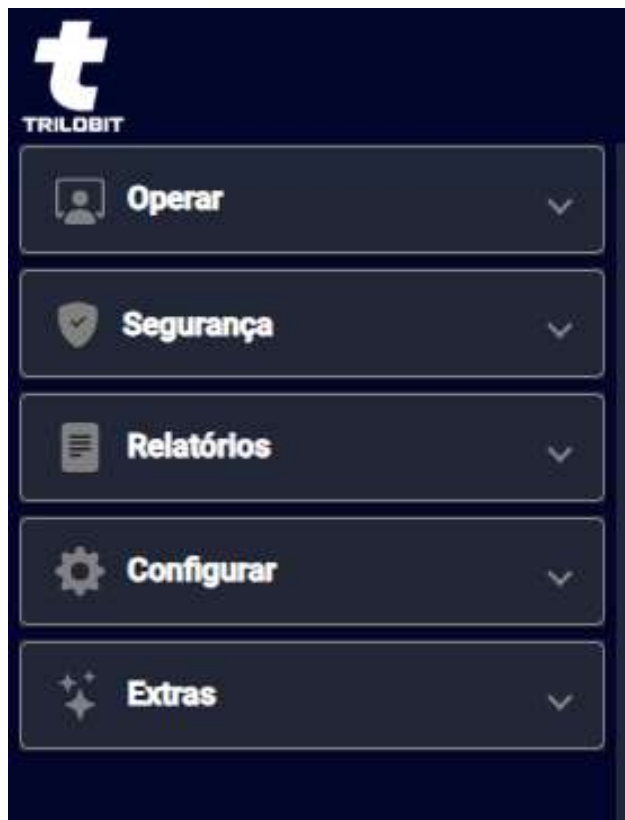 t
TRILOBIT
Operar
Segurança
Relatórios
Configurar
Extras